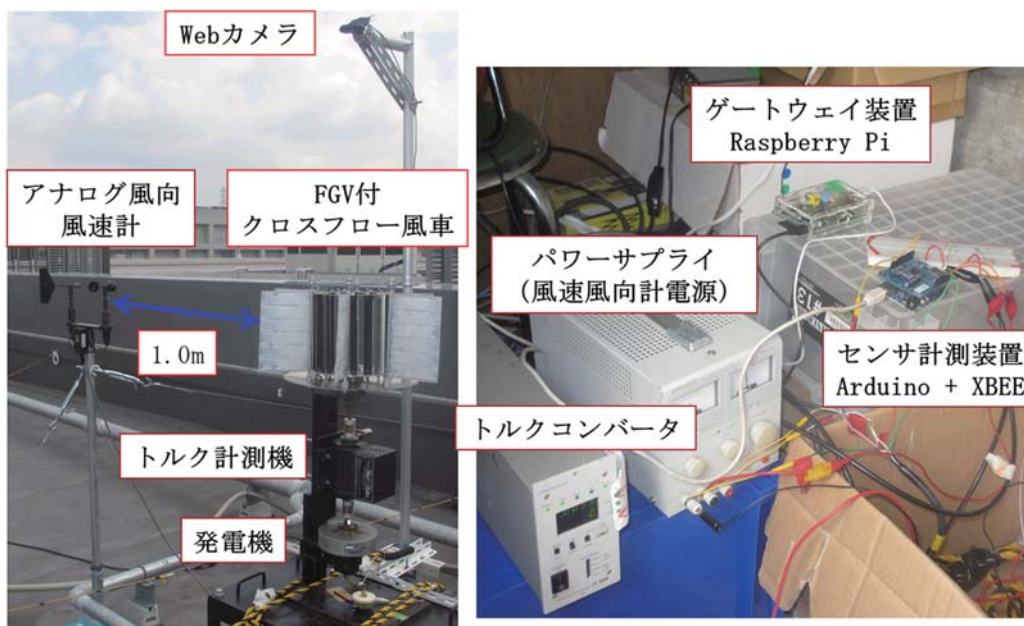 Webカメラ
アナログ風向
風速計
FGV付
クロスフロー風車
1.0m
トルク計測機
発電機
ゲートウェイ装置
Raspberry Pi
パワーサプライ
(風速風向計電源)
センサ計測装置
Arduino + XBEE
トルクコンバータ